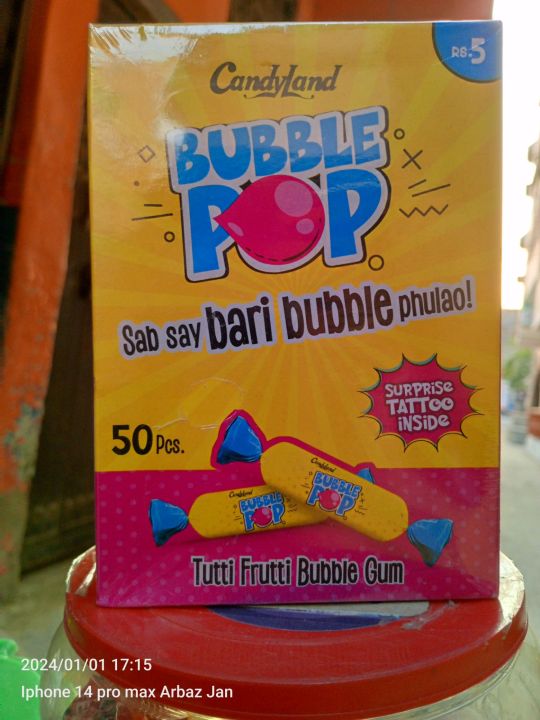 Rs.5
CandyLand
BUBBLE
POP
Sab say bari bubble phulao!
SURPRISE
TATTOO
INSIDE
50 Pcs.
CandyLand
BUBBLE
POP
CandyLand
BUBBLE
POP
Tutti Frutti Bubble Gum
2024/01/01 17:15
Iphone 14 pro max Arbaz Jan